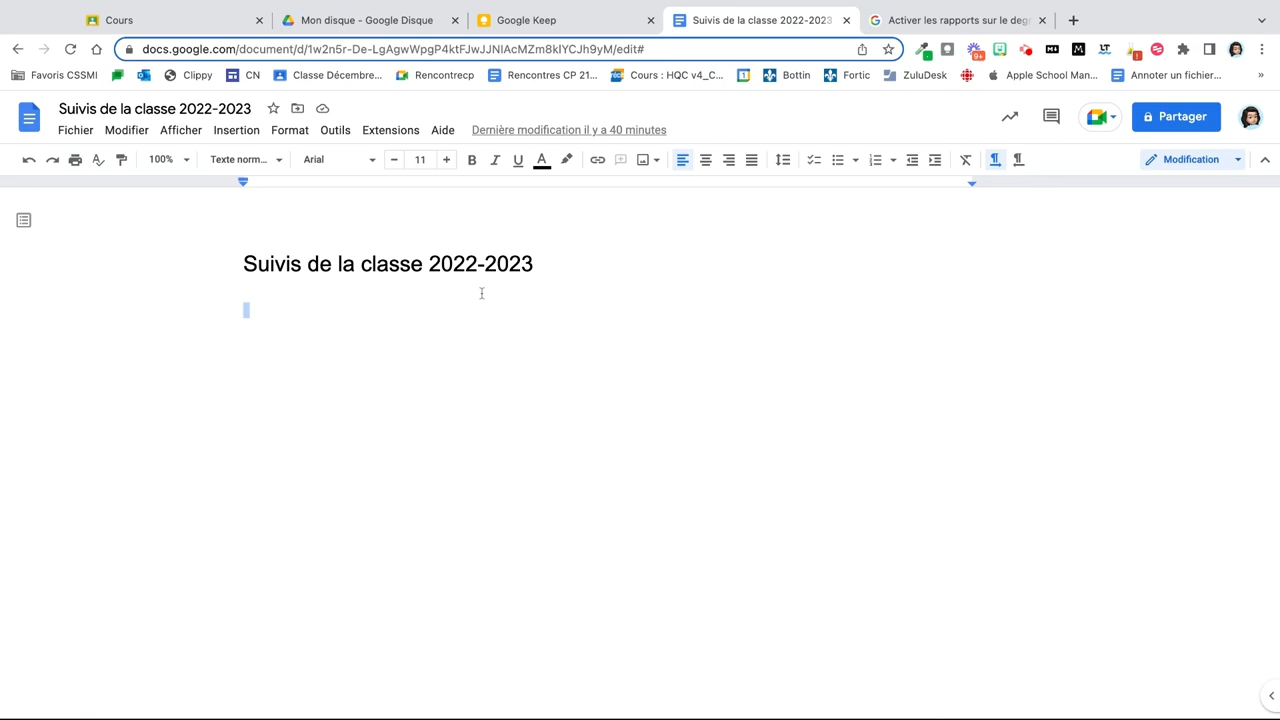 Cours
Mon disque - Google Disque
Google Keep
Suivis de la classe 2022-2023
Activer les rapports sur le degr
docs.google.com/document/d/1w2n5r-De-LgAgwWpgP4ktFJwJJNIAcMZm8kIYCJh9yM/edit#
9+
LT
Favoris CSSMI
Clippy
CN
Classe Décembre...
Rencontrecp
Rencontres CP 21...
Cours : HQC v4_C...
Bottin
Fortic
ZuluDesk
Apple School Man...
Annoter un fichier...
»
Suivis de la classe 2022-2023
Fichier
Modifier
Afficher
Insertion
Format
Outils
Extensions
Aide
Dernière modification il y a 40 minutes
Partager
100%
Texte norm...
Arial
11
B
I
U
A
Modification
Suivis de la classe 2022-2023